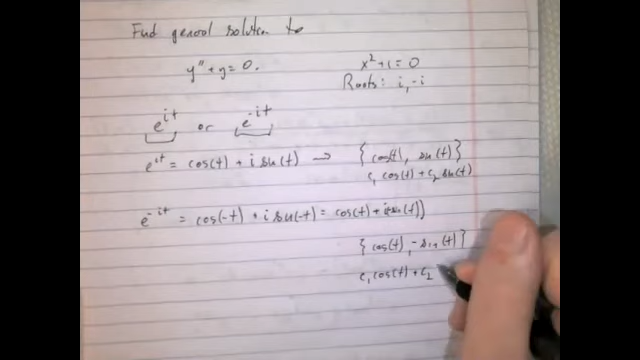 Find general solution to
y'' + y = 0.
x² + 1 = 0
Roots: i, -i
e^{it} or e^{-it}
e^{it} = cos(t) + i sin(t) → {cos(t), sin(t)}
c₁ cos(t) + c₂ sin(t)
e^{-it} = cos(-t) + i sin(-t) = cos(t) + i(-sin(t))
{cos(t), -sin(t)}
c₁ cos(t) + c₂